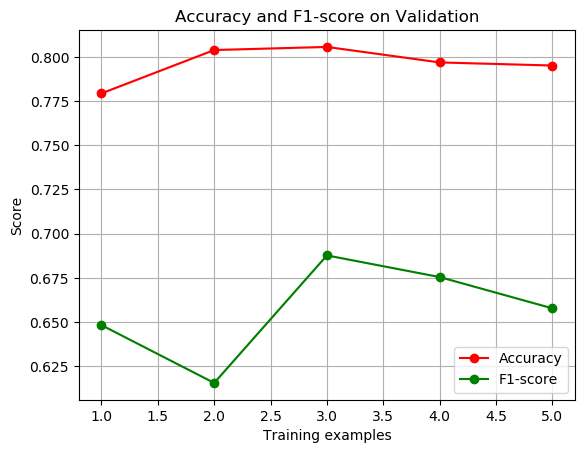 Accuracy and F1-score on Validation
0.800
0.775
0.750
0.725
0.700
0.675
0.650
0.625
Score
1.0 1.5 2.0 2.5 3.0 3.5 4.0 4.5 5.0
Training examples
Accuracy
F1-score